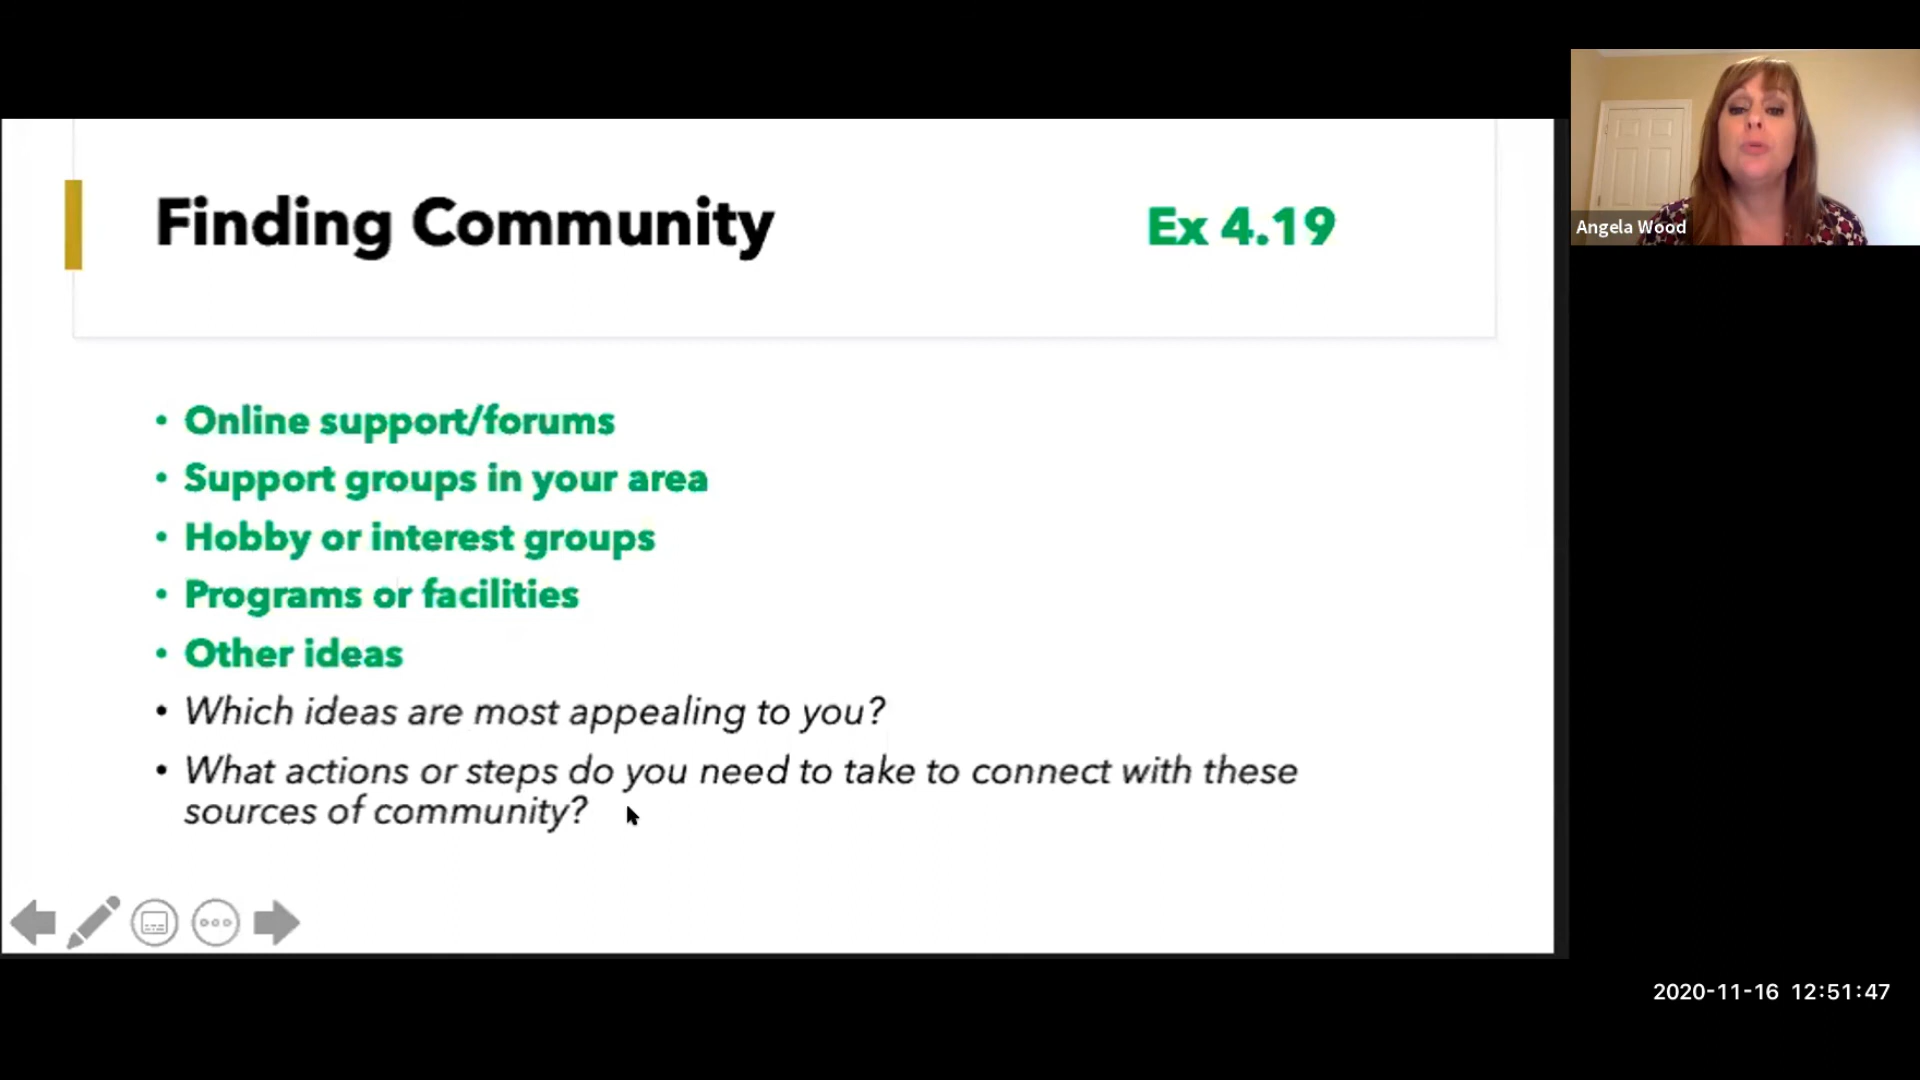 Finding Community
Ex 4.19
• Online support/forums
• Support groups in your area
• Hobby or interest groups
• Programs or facilities
• Other ideas
• Which ideas are most appealing to you?
• What actions or steps do you need to take to connect with these
sources of community?
Angela Wood
2020-11-16 12:51:47